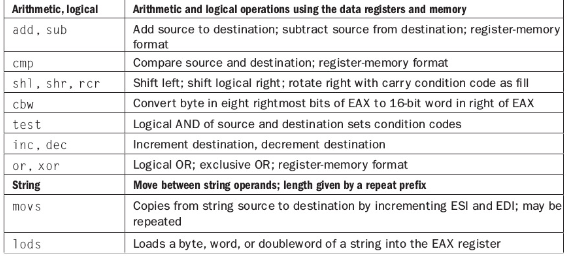 Arithmetic, logical Arithmetic and logical operations using the data registers and memory
add, sub Add source to destination; subtract source from destination; register-memory
format
cmp Compare source and destination; register-memory format
shl, shr, rcr Shift left; shift logical right; rotate right with carry condition code as fill
cbw Convert byte in eight rightmost bits of EAX to 16-bit word in right of EAX
test Logical AND of source and destination sets condition codes
inc, dec Increment destination, decrement destination
or, xor Logical OR; exclusive OR; register-memory format
String Move between string operands; length given by a repeat prefix
movs Copies from string source to destination by incrementing ESI and EDI; may be
repeated
lods Loads a byte, word, or doubleword of a string into the EAX register